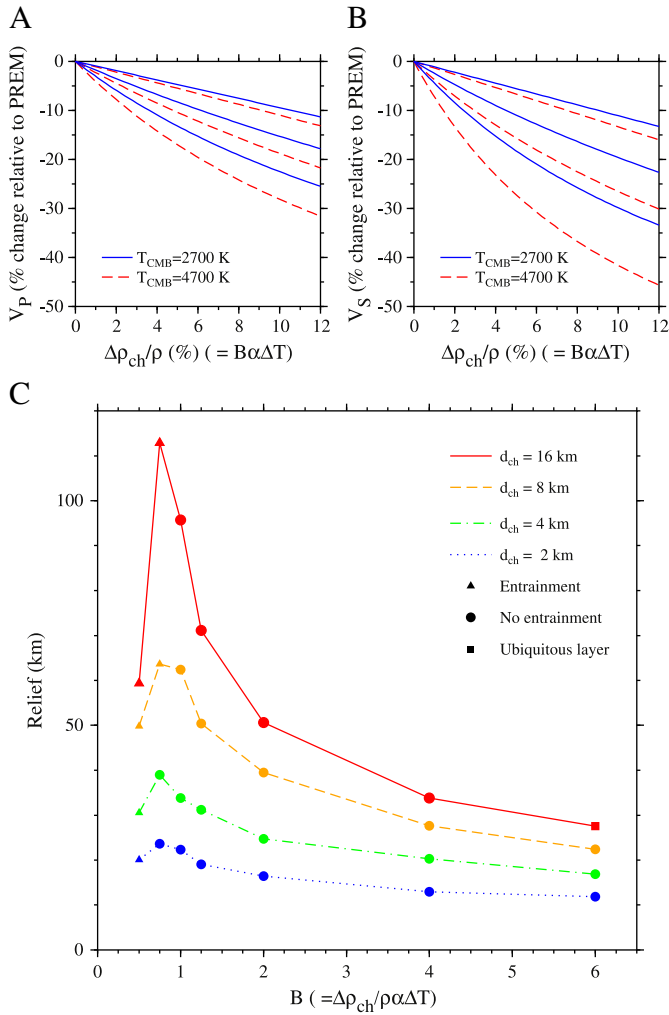 A
B
V_P (% change relative to PREM)
0
-10
-20
-30
-40
-50
T_CMB=2700 K
T_CMB=4700 K
0 2 4 6 8 10 12
Δρ_ch/ρ (%) ( = BαΔT)
V_S (% change relative to PREM)
0
-10
-20
-30
-40
-50
T_CMB=2700 K
T_CMB=4700 K
0 2 4 6 8 10 12
Δρ_ch/ρ (%) ( = BαΔT)
C
Relief (km)
100
50
0
d_ch = 16 km
d_ch = 8 km
d_ch = 4 km
d_ch = 2 km
Entrainment
No entrainment
Ubiquitous layer
0 1 2 3 4 5 6
B ( =Δρ_ch/ραΔT)